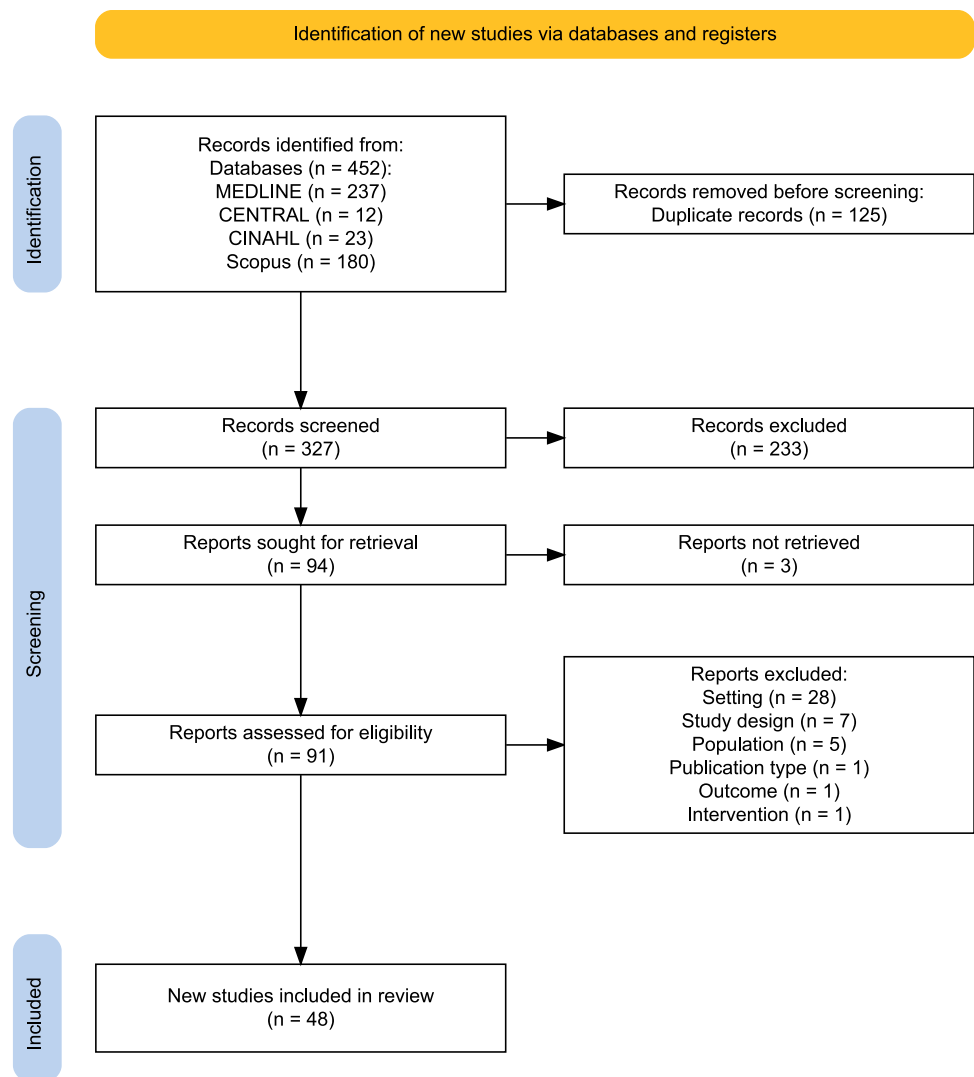 Identification of new studies via databases and registers
Identification
Records identified from:
Databases (n = 452):
MEDLINE (n = 237)
CENTRAL (n = 12)
CINAHL (n = 23)
Scopus (n = 180)
Records removed before screening:
Duplicate records (n = 125)
Screening
Records screened
(n = 327)
Records excluded
(n = 233)
Reports sought for retrieval
(n = 94)
Reports not retrieved
(n = 3)
Reports assessed for eligibility
(n = 91)
Reports excluded:
Setting (n = 28)
Study design (n = 7)
Population (n = 5)
Publication type (n = 1)
Outcome (n = 1)
Intervention (n = 1)
Included
New studies included in review
(n = 48)